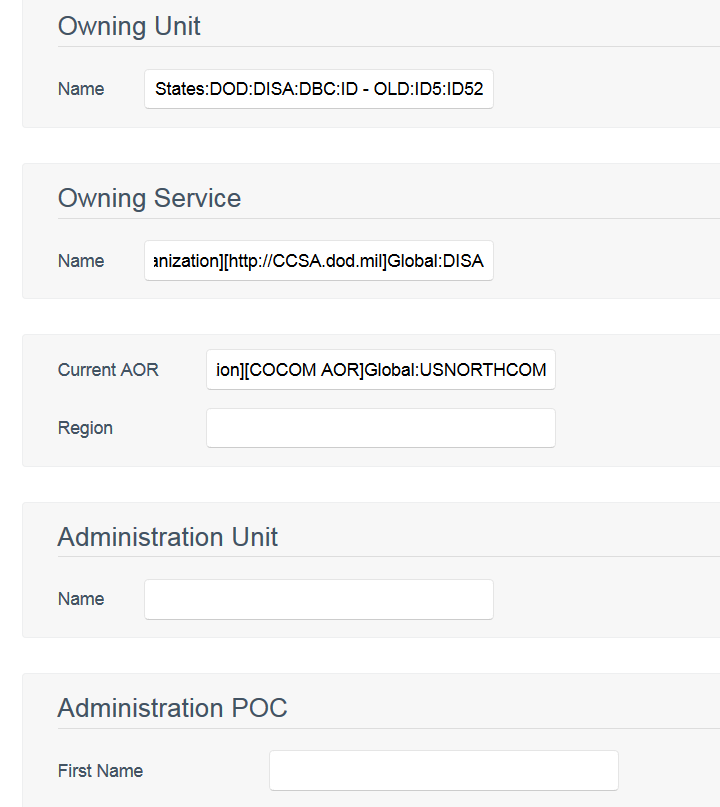 Owning Unit
Name States:DOD:DISA:DBC:ID - OLD:ID5:ID52
Owning Service
Name anization][http://CCSA.dod.mil]Global:DISA
Current AOR ion][COCOM AOR]Global:USNORTHCOM
Region
Administration Unit
Name
Administration POC
First Name